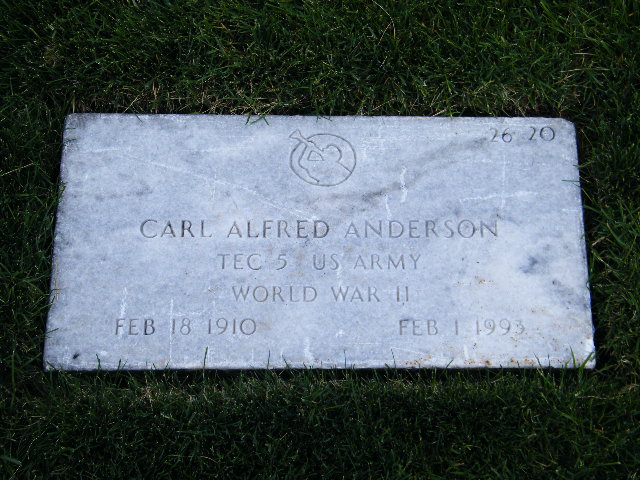 26 20
CARL ALFRED ANDERSON
TEC 5 US ARMY
WORLD WAR II
FEB 18 1910 FEB 1 1993